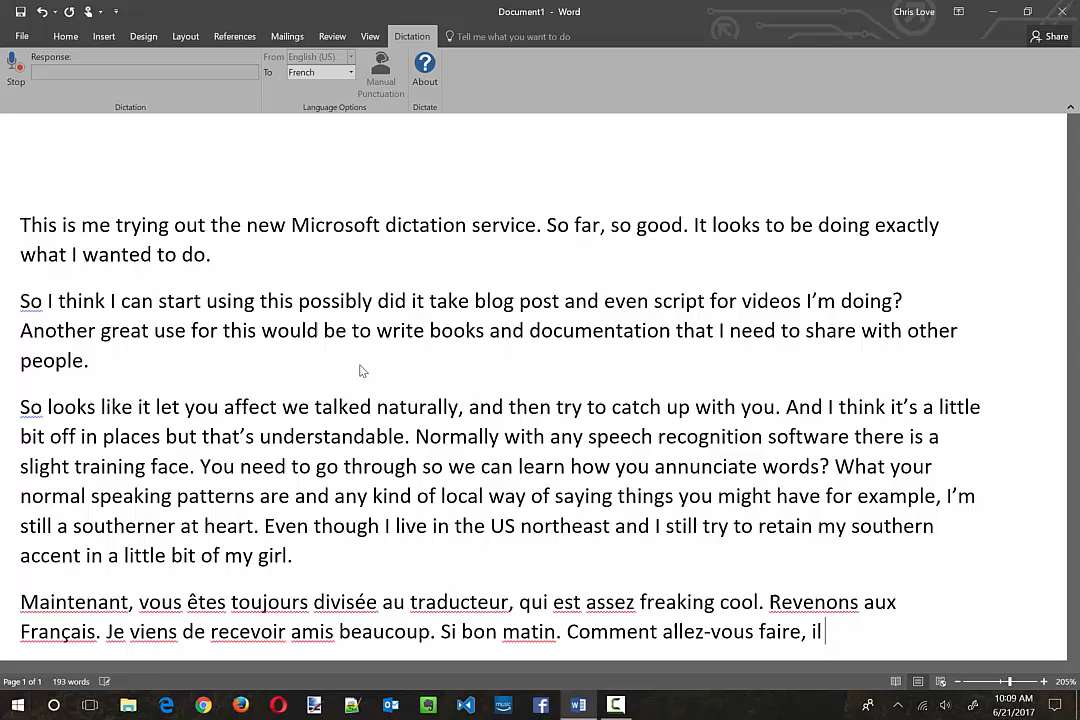 Document1 - Word
Chris Love
File Home Insert Design Layout References Mailings Review View Dictation Tell me what you want to do
Share
Response:
From English (US)
To French
Stop
Manual
Punctuation
About
Dictation
Language Options
Dictate
This is me trying out the new Microsoft dictation service. So far, so good. It looks to be doing exactly
what I wanted to do.
So I think I can start using this possibly did it take blog post and even script for videos I’m doing?
Another great use for this would be to write books and documentation that I need to share with other
people.
So looks like it let you affect we talked naturally, and then try to catch up with you. And I think it’s a little
bit off in places but that’s understandable. Normally with any speech recognition software there is a
slight training face. You need to go through so we can learn how you annunciate words? What your
normal speaking patterns are and any kind of local way of saying things you might have for example, I’m
still a southerner at heart. Even though I live in the US northeast and I still try to retain my southern
accent in a little bit of my girl.
Maintenant, vous êtes toujours divisée au traducteur, qui est assez freaking cool. Revenons aux
Français. Je viens de recevoir amis beaucoup. Si bon matin. Comment allez-vous faire, il
Page 1 of 1 193 words
205%
10:09 AM
6/21/2017